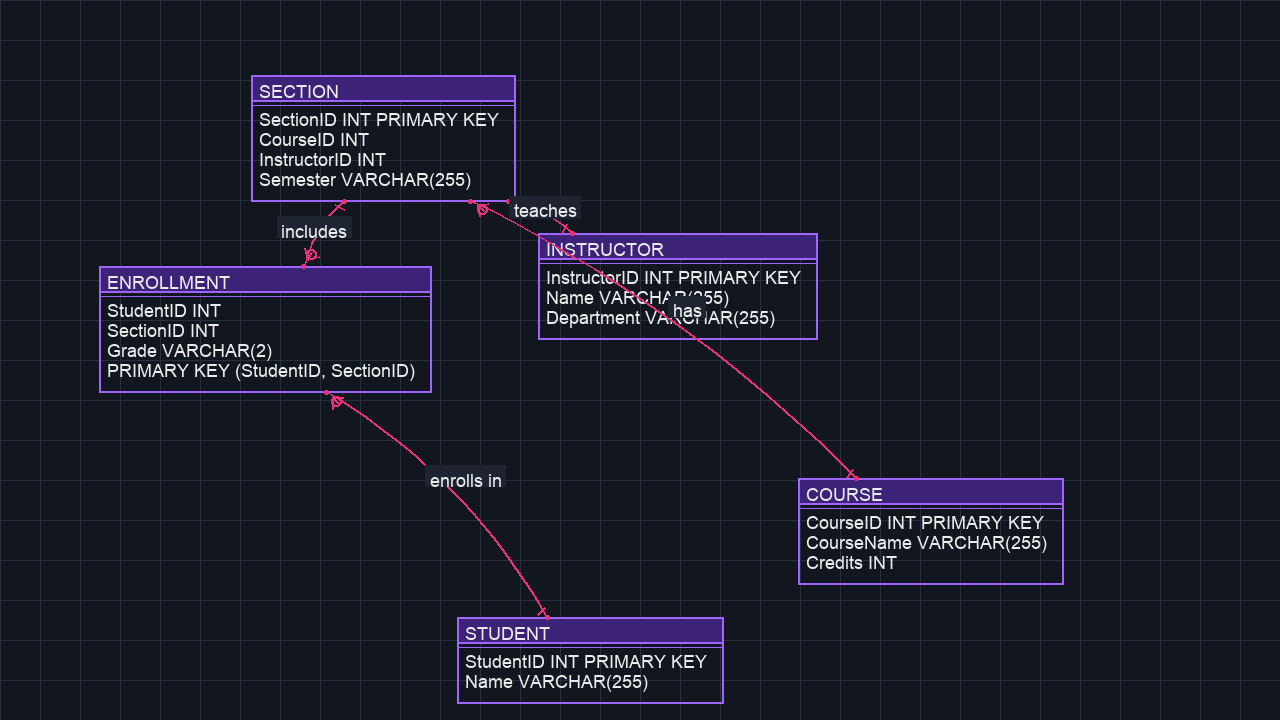 SECTION
SectionID INT PRIMARY KEY
CourseID INT
InstructorID INT
Semester VARCHAR(255)
teaches
includes
INSTRUCTOR
InstructorID INT PRIMARY KEY
Name VARCHAR(255)
Department VARCHAR(255)
has
ENROLLMENT
StudentID INT
SectionID INT
Grade VARCHAR(2)
PRIMARY KEY (StudentID, SectionID)
enrolls in
COURSE
CourseID INT PRIMARY KEY
CourseName VARCHAR(255)
Credits INT
STUDENT
StudentID INT PRIMARY KEY
Name VARCHAR(255)